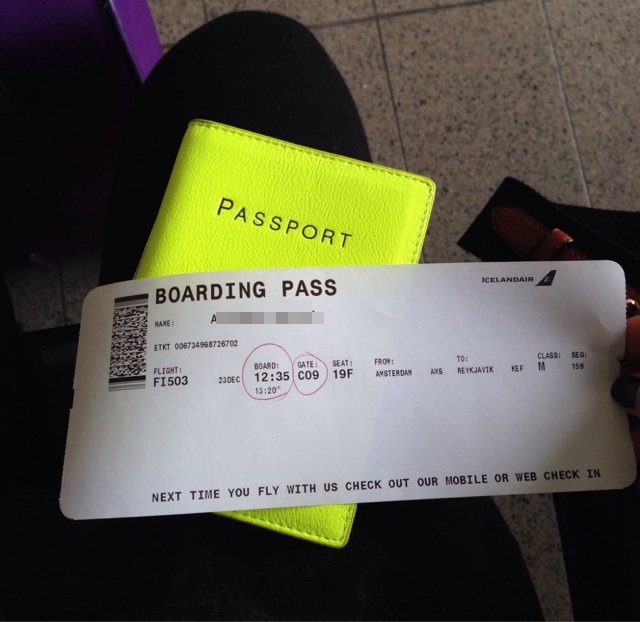 PASSPORT
BOARDING PASS
ICELANDAIR
NAME: A
ETKT 006734968726702
FLIGHT: BOARD: GATE: SEAT: FROM: TO: CLASS: SEQ:
FI503 23DEC 12:35 C09 19F AMSTERDAM AMS REYKJAVIK KEF M 159
13:20
NEXT TIME YOU FLY WITH US CHECK OUT OUR MOBILE OR WEB CHECK IN